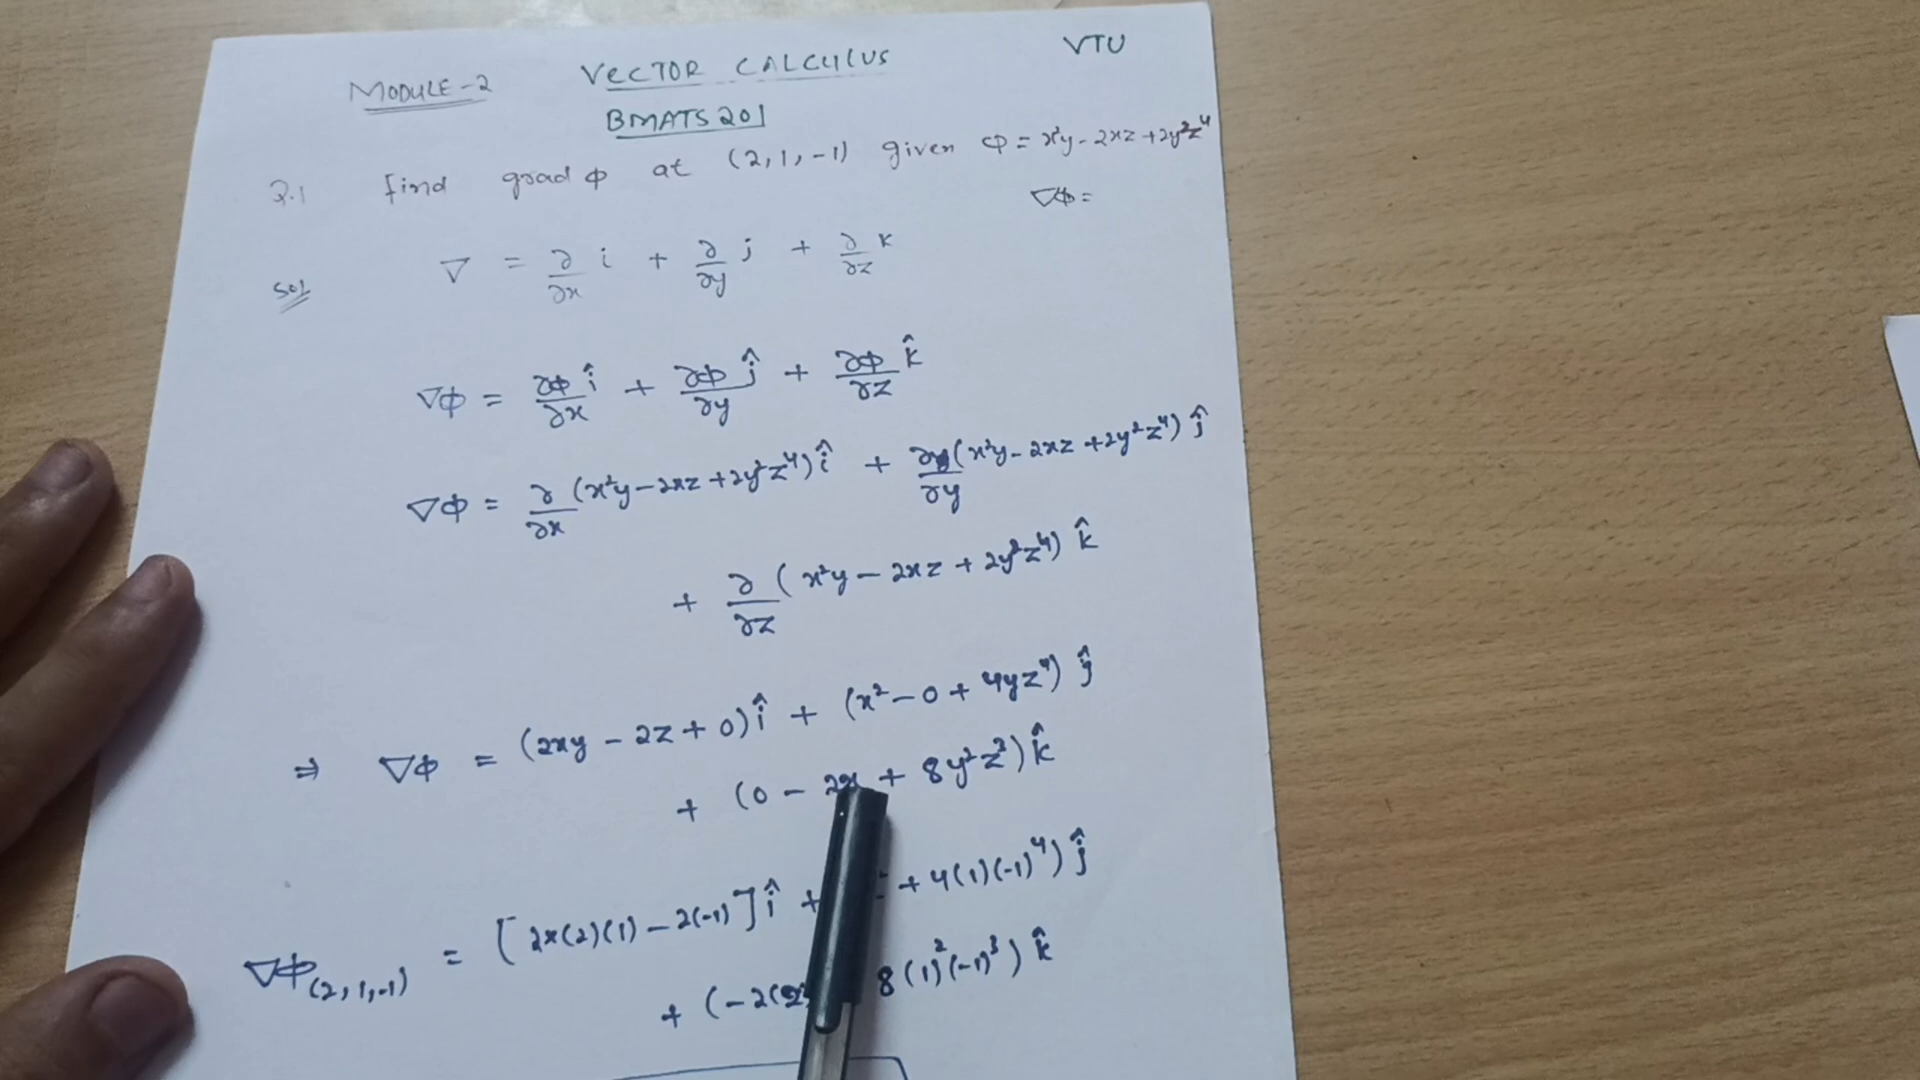 MODULE-2 VECTOR CALCULUS VTU
BMATS201
Q.1 find grad ϕ at (2,1,-1) given ϕ = x²y - 2xz + 2y²z⁴
∇ϕ =
Sol ∇ = ∂/∂x i + ∂/∂y j + ∂/∂z k
∇ϕ = ∂ϕ/∂x î + ∂ϕ/∂y ĵ + ∂ϕ/∂z k̂
∇ϕ = ∂/∂x (x²y - 2xz + 2y²z⁴) î + ∂/∂y (x²y - 2xz + 2y²z⁴) ĵ
+ ∂/∂z (x²y - 2xz + 2y²z⁴) k̂
⇒ ∇ϕ = (2xy - 2z + 0) î + (x² - 0 + 4yz⁴) ĵ
+ (0 - 2x + 8y²z³) k̂
∇ϕ(2,1,-1) = [2×(2)(1) - 2(-1)] î + + 4(1)(-1)⁴) ĵ
+ (-2(2 8(1)²(-1)³) k̂